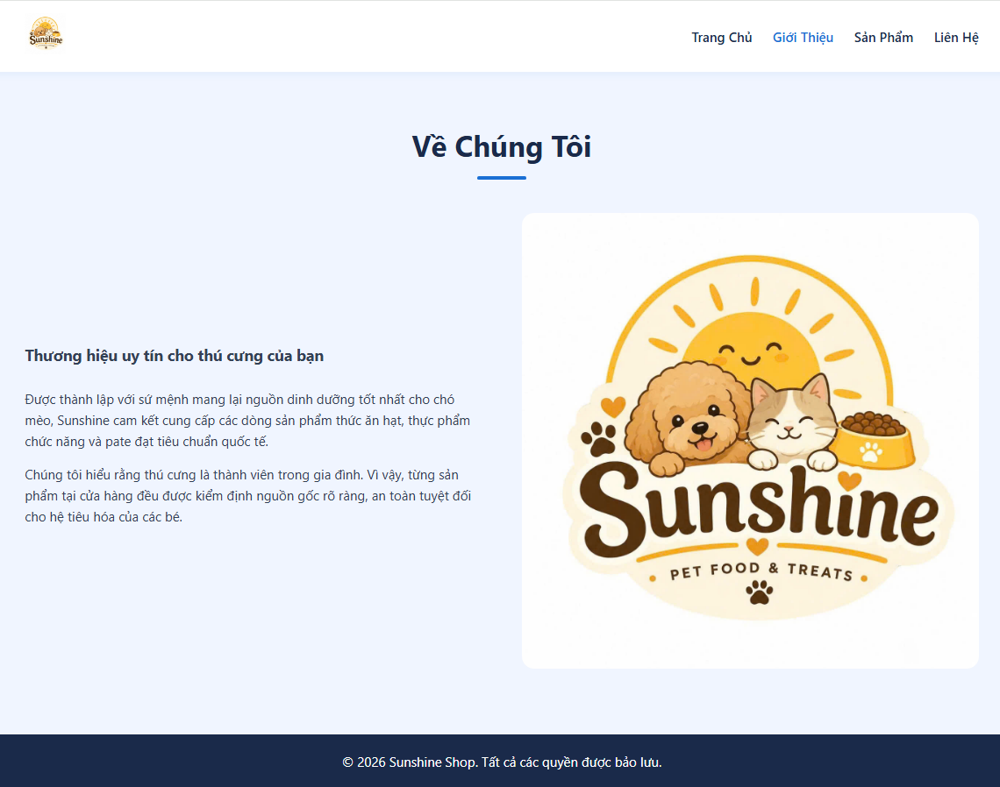 Sunshine
Trang Chủ Giới Thiệu Sản Phẩm Liên Hệ
Về Chúng Tôi
Thương hiệu uy tín cho thú cưng của bạn
Được thành lập với sứ mệnh mang lại nguồn dinh dưỡng tốt nhất cho chó
mèo, Sunshine cam kết cung cấp các dòng sản phẩm thức ăn hạt, thực phẩm
chức năng và pate đạt tiêu chuẩn quốc tế.
Chúng tôi hiểu rằng thú cưng là thành viên trong gia đình. Vì vậy, từng sản
phẩm tại cửa hàng đều được kiểm định nguồn gốc rõ ràng, an toàn tuyệt đối
cho hệ tiêu hóa của các bé.
Sunshine
PET FOOD & TREATS
© 2026 Sunshine Shop. Tất cả các quyền được bảo lưu.